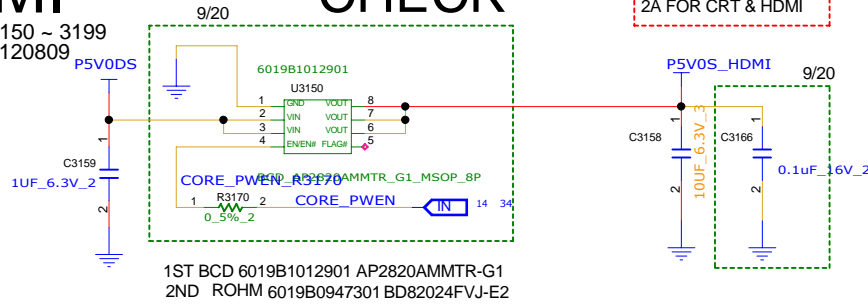 MI
CHECK
9/20
150 ~ 3199
120809
2A FOR CRT & HDMI
P5V0DS
P5V0S_HDMI
9/20
6019B1012901
U3150
1 GND VOUT 8
2 VIN VOUT 7
3 VIN VOUT 6
4 EN/EN# FLAG# 5
C3159
1
2
1UF_6.3V_2
BCD_AP2820AMMTR_G1_MSOP_8P
CORE_PWEN_R3170
1 R3170 2
0_5%_2
CORE_PWEN
IN
14 34
C3158
1
2
10UF_6.3V_3
C3166
1
2
0.1uF_16V_2
1ST BCD 6019B1012901 AP2820AMMTR-G1
2ND ROHM 6019B0947301 BD82024FVJ-E2